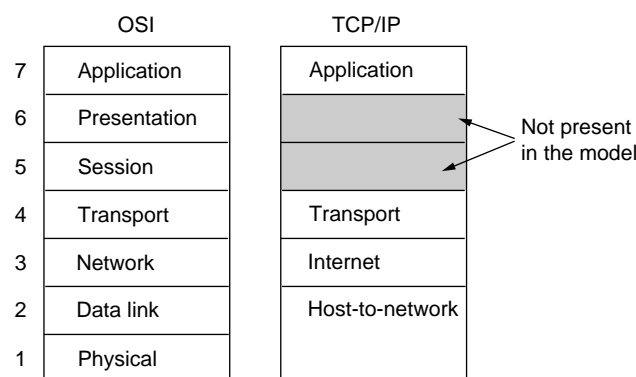 OSI TCP/IP
7 Application Application
6 Presentation
Not present
in the model
5 Session
4 Transport Transport
3 Network Internet
2 Data link Host-to-network
1 Physical